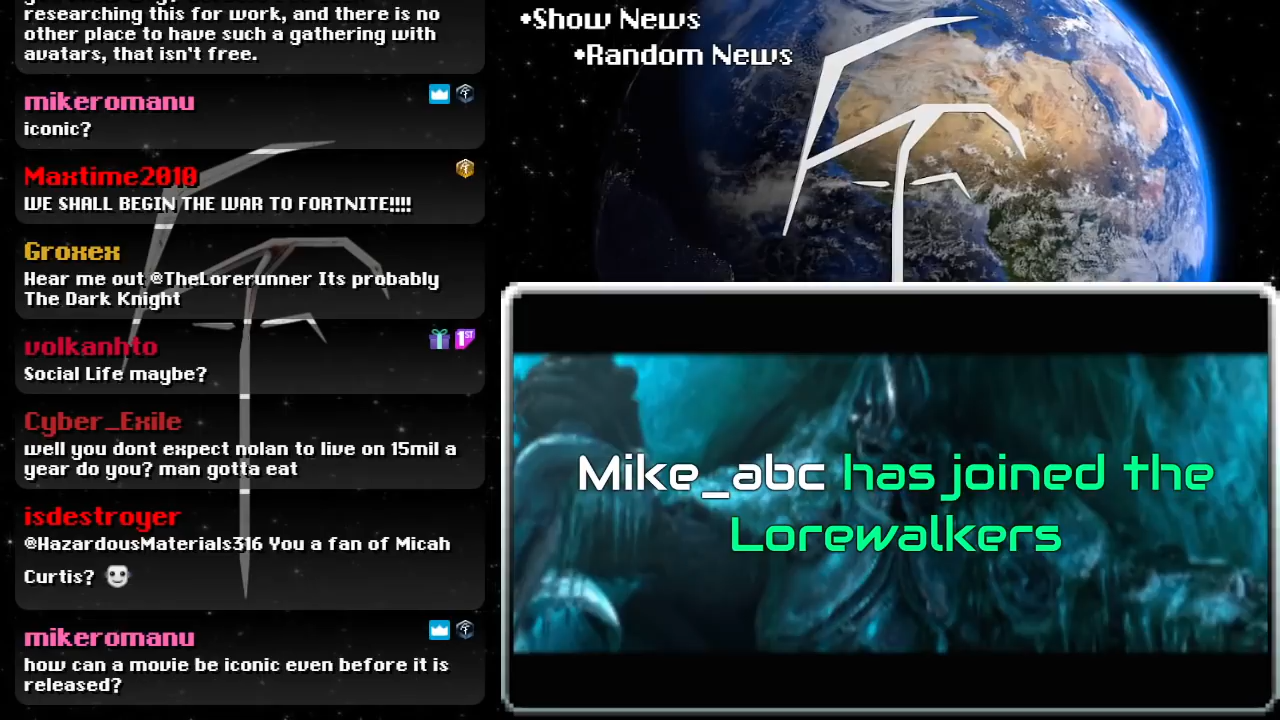 researching this for work, and there is no
other place to have such a gathering with
avatars, that isn't free.
mikeromanu
iconic?
Maxtime2010
WE SHALL BEGIN THE WAR TO FORTNITE!!!!
Groxex
Hear me out @TheLorerunner Its probably
The Dark Knight
volkanhto
1ST
Social Life maybe?
Cyber_Exile
well you dont expect nolan to live on 15mil a
year do you? man gotta eat
isdestroyer
@HazardousMaterials316 You a fan of Micah
Curtis?
mikeromanu
how can a movie be iconic even before it is
released?
•Show News
•Random News
Mike_abc has joined the
Lorewalkers